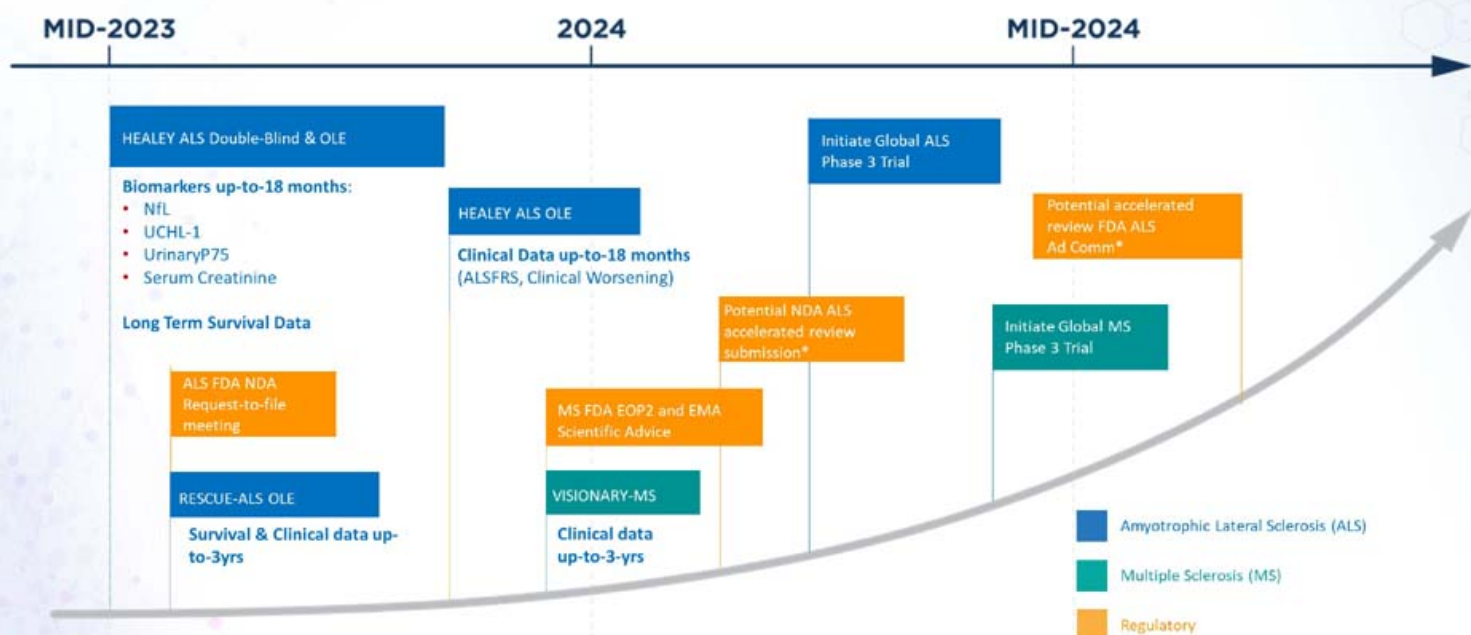 MID-2023
2024
MID-2024
HEALEY ALS Double-Blind & OLE
Biomarkers up-to-18 months:
• NfL
• UCHL-1
• UrinaryP75
• Serum Creatinine
Long Term Survival Data
ALS FDA NDA
Request-to-file
meeting
RESCUE-ALS OLE
Survival & Clinical data up-
to-3yrs
HEALEY ALS OLE
Clinical Data up-to-18 months
(ALSFRS, Clinical Worsening)
MS FDA EOP2 and EMA
Scientific Advice
VISIONARY-MS
Clinical data
up-to-3-yrs
Potential NDA ALS
accelerated review
submission*
Initiate Global ALS
Phase 3 Trial
Initiate Global MS
Phase 3 Trial
Potential accelerated
review FDA ALS
Ad Comm*
Amyotrophic Lateral Sclerosis (ALS)
Multiple Sclerosis (MS)
Regulatory